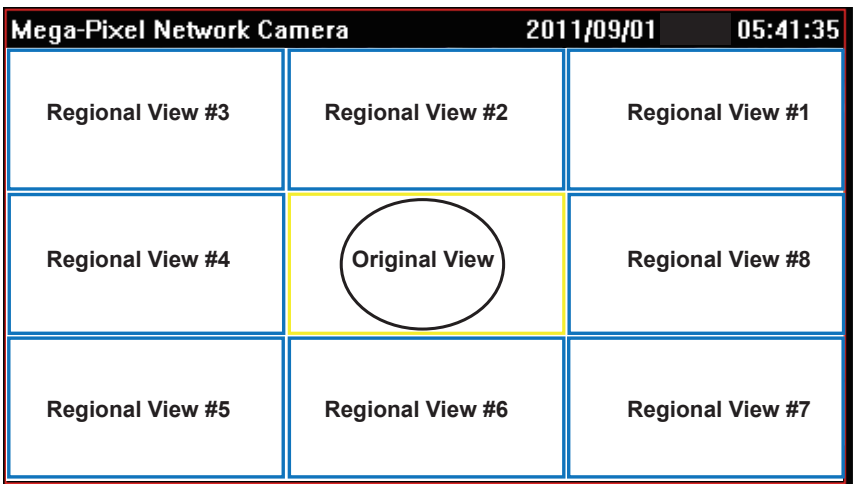 Mega-Pixel Network Camera 2011/09/01 05:41:35
Regional View #3 Regional View #2 Regional View #1
Regional View #4 Original View Regional View #8
Regional View #5 Regional View #6 Regional View #7